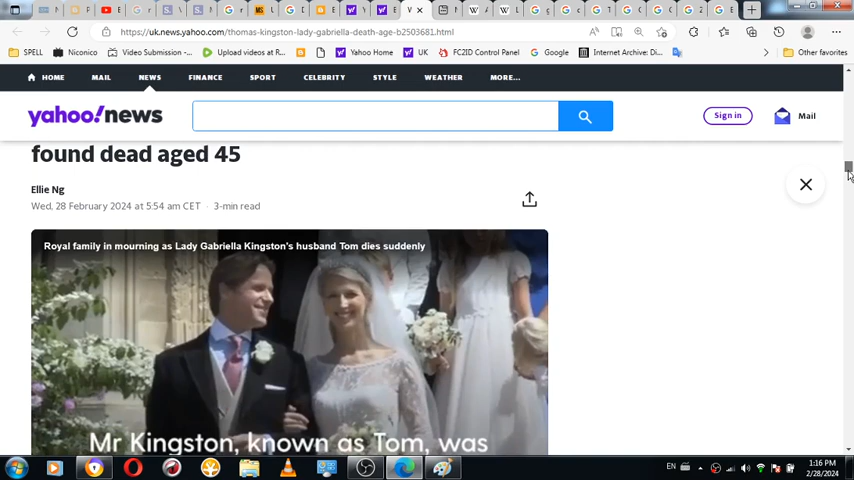 https://uk.news.yahoo.com/thomas-kingston-lady-gabriella-death-age-b2503681.html
SPELL Niconico Video Submission -... Upload videos at R... Yahoo Home UK FC2ID Control Panel Google Internet Archive: Di... Other favorites
HOME MAIL NEWS FINANCE SPORT CELEBRITY STYLE WEATHER MORE...
yahoo!news
Sign in Mail
found dead aged 45
Ellie Ng
Wed, 28 February 2024 at 5:54 am CET · 3-min read
Royal family in mourning as Lady Gabriella Kingston's husband Tom dies suddenly
Mr Kingston, known as Tom, was
EN
1:16 PM
2/28/2024